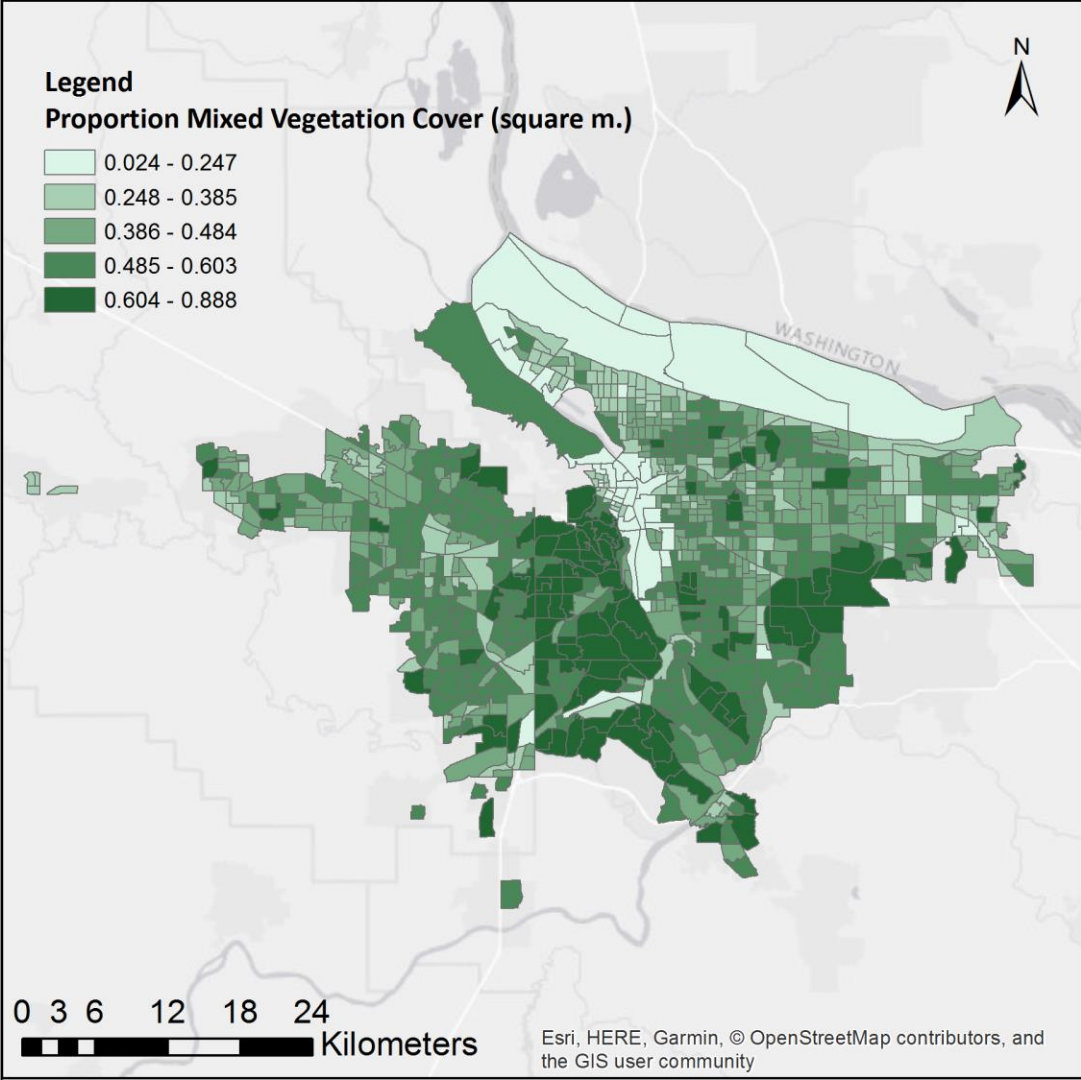 N
Legend
Proportion Mixed Vegetation Cover (square m.)
0.024 - 0.247
0.248 - 0.385
0.386 - 0.484
0.485 - 0.603
0.604 - 0.888
WASHINGTON
0 3 6 12 18 24
Kilometers
Esri, HERE, Garmin, © OpenStreetMap contributors, and
the GIS user community